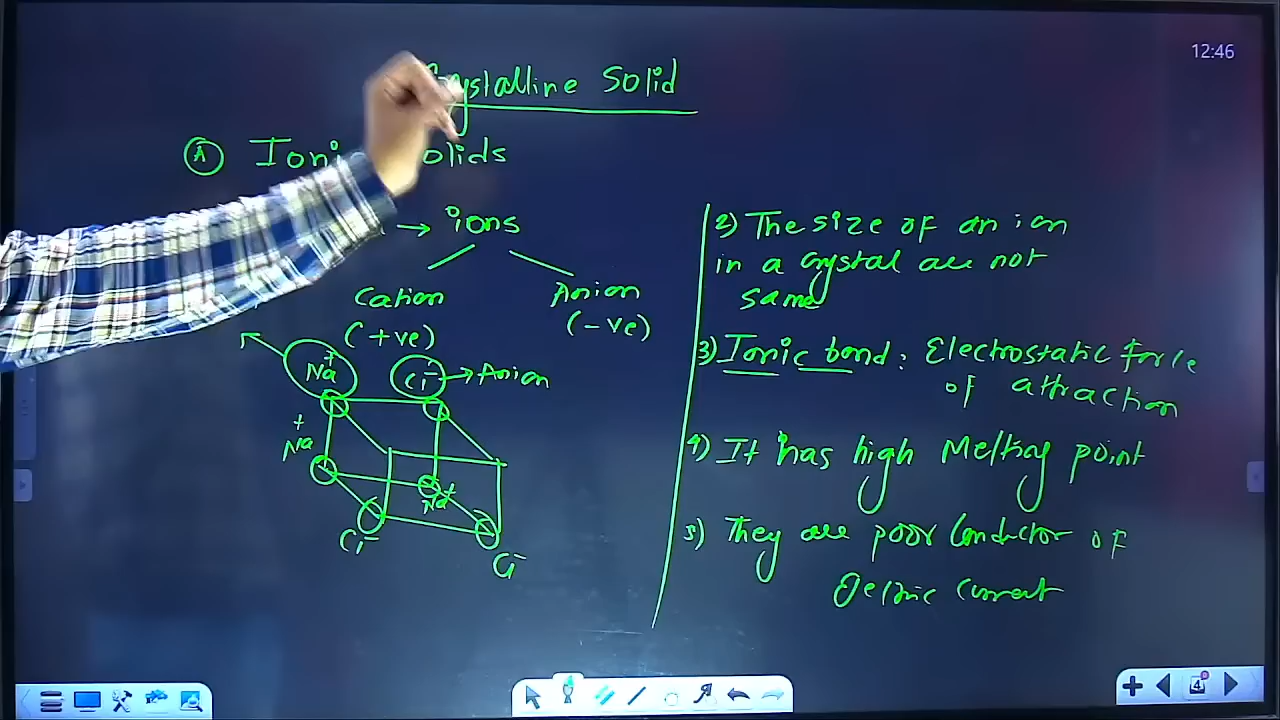 12:46
Crystalline Solid
A Ionic Solids
→ ions
Cation
Anion
(+ve)
(-ve)
Na+
Cl-
→ Anion
Na+
Na+
Cl-
Cl-
2) The size of an ion
in a crystal are not
same
3) Ionic bond: Electrostatic force
of attraction
4) It has high Melting point
5) They are poor conductor of
current
4